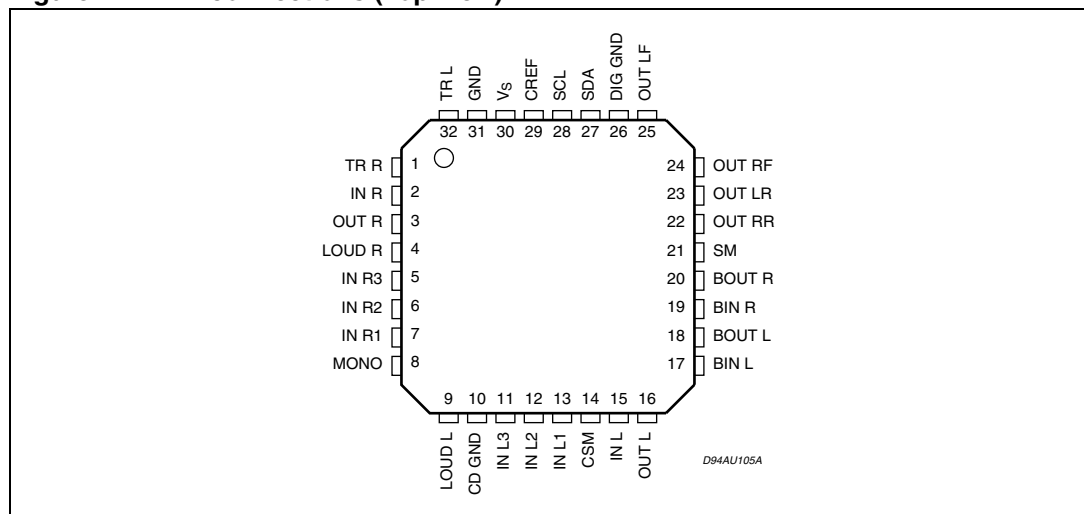 TR L
GND
VS
CREF
SCL
SDA
DIG GND
OUT LF
32 31 30 29 28 27 26 25
TR R 1
IN R 2
OUT R 3
LOUD R 4
IN R3 5
IN R2 6
IN R1 7
MONO 8
24 OUT RF
23 OUT LR
22 OUT RR
21 SM
20 BOUT R
19 BIN R
18 BOUT L
17 BIN L
9 10 11 12 13 14 15 16
LOUD L
CD GND
IN L3
IN L2
IN L1
CSM
IN L
OUT L
D94AU105A